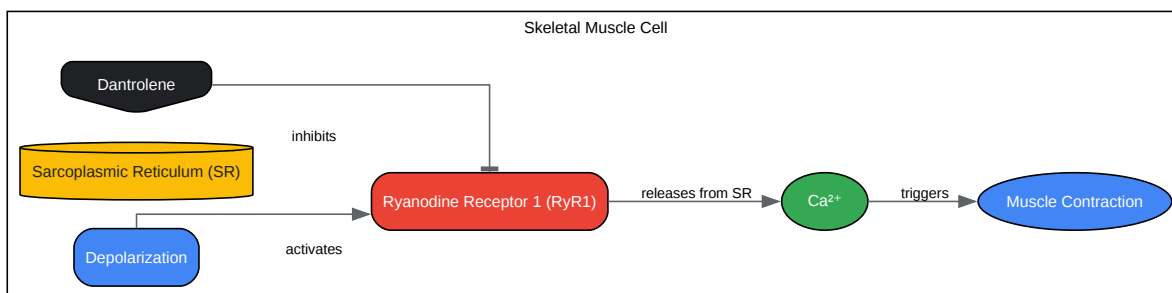 Skeletal Muscle Cell
Dantrolene
inhibits
Sarcoplasmic Reticulum (SR)
Ryanodine Receptor 1 (RyR1)
releases from SR
Ca²⁺
triggers
Muscle Contraction
activates
Depolarization